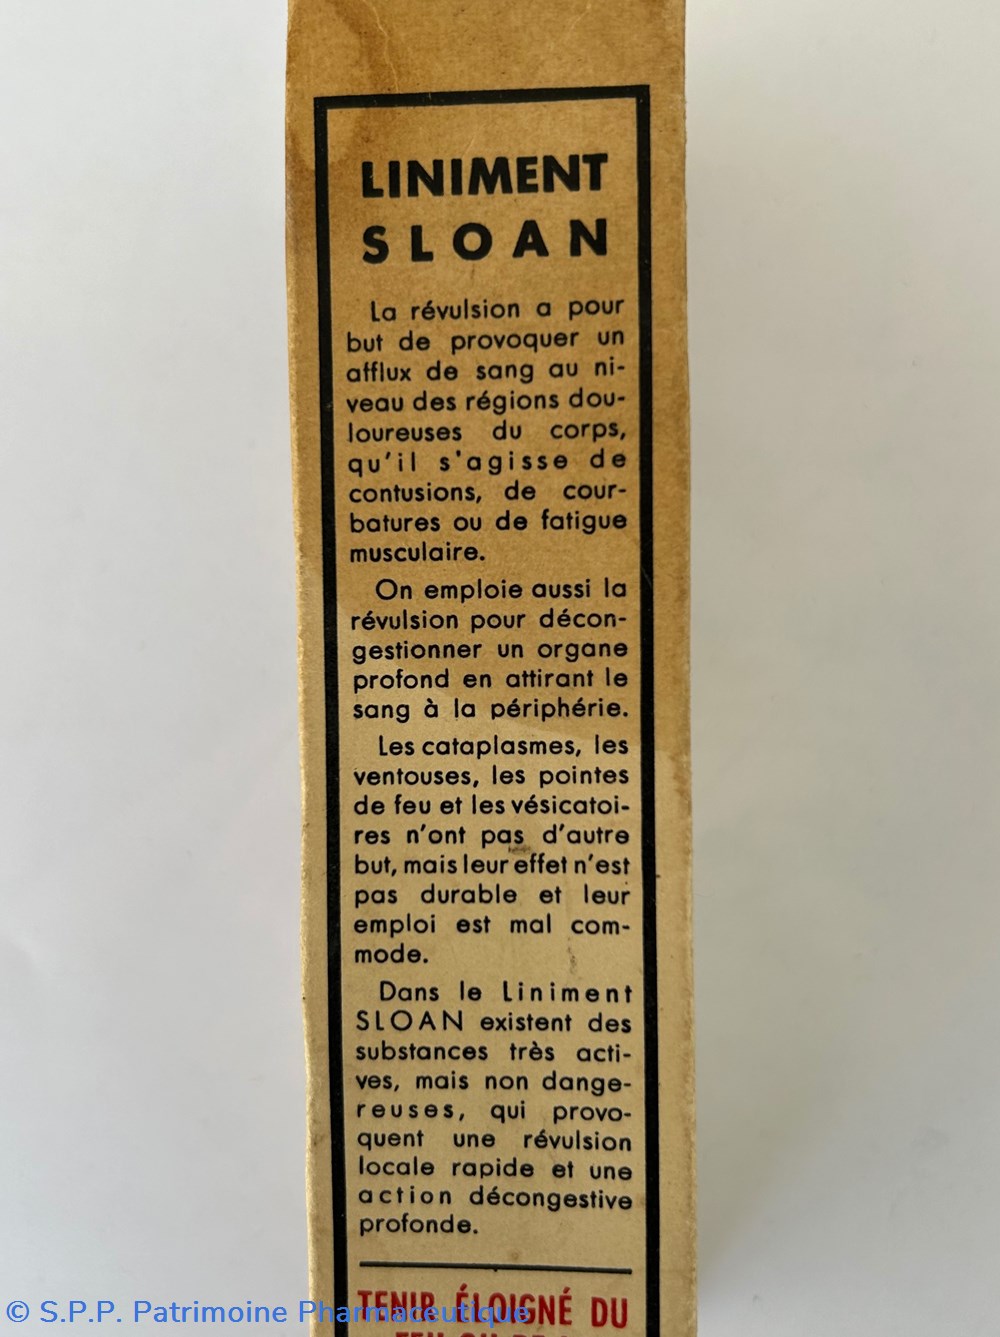 LINIMENT
SLOAN
La révulsion a pour
but de provoquer un
afflux de sang au ni-
veau des régions dou-
loureuses du corps,
qu'il s'agisse de
contusions, de cour-
batures ou de fatigue
musculaire.
On emploie aussi la
révulsion pour décon-
gestionner un organe
profond en attirant le
sang à la périphérie.
Les cataplasmes, les
ventouses, les pointes
de feu et les vésicatoi-
res n'ont pas d'autre
but, mais leur effet n'est
pas durable et leur
emploi est mal com-
mode.
Dans le Liniment
SLOAN existent des
substances très acti-
ves, mais non dange-
reuses, qui provo-
quent une révulsion
locale rapide et une
action décongestive
profonde.
TENIR ÉLOIGNÉ DU
© S.P.P. Patrimoine Pharmaceutique